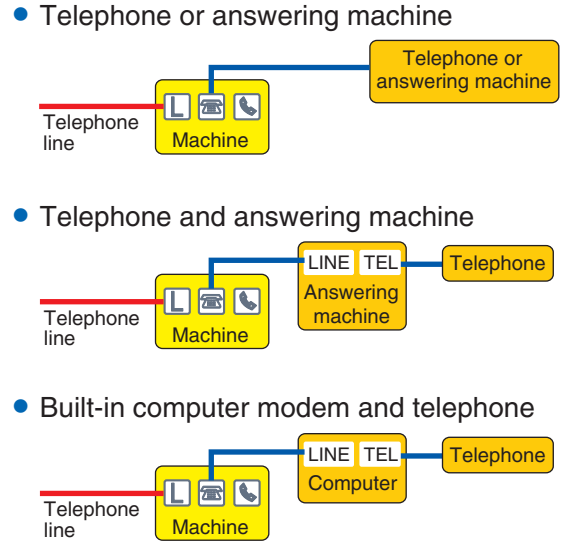 • Telephone or answering machine
Telephone or
answering machine
L
Telephone
line
Machine
• Telephone and answering machine
LINE TEL
Telephone
Answering
machine
L
Telephone
line
Machine
• Built-in computer modem and telephone
LINE TEL
Telephone
Computer
L
Telephone
line
Machine